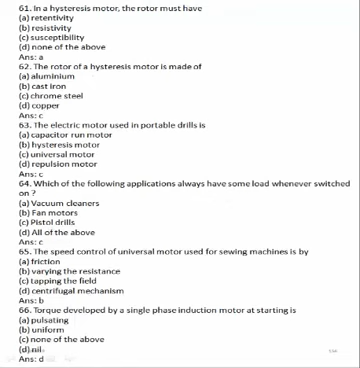 61. In a hysteresis motor, the rotor must have
(a) retentivity
(b) resistivity
(c) susceptibility
(d) none of the above
Ans: a
62. The rotor of a hysteresis motor is made of
(a) aluminium
(b) cast iron
(c) chrome steel
(d) copper
Ans: c
63. The electric motor used in portable drills is
(a) capacitor run motor
(b) hysteresis motor
(c) universal motor
(d) repulsion motor
Ans: c
64. Which of the following applications always have some load whenever switched
on ?
(a) Vacuum cleaners
(b) Fan motors
(c) Pistol drills
(d) All of the above
Ans: c
65. The speed control of universal motor used for sewing machines is by
(a) friction
(b) varying the resistance
(c) tapping the field
(d) centrifugal mechanism
Ans: b
66. Torque developed by a single phase induction motor at starting is
(a) pulsating
(b) uniform
(c) none of the above
(d) nil
Ans: d